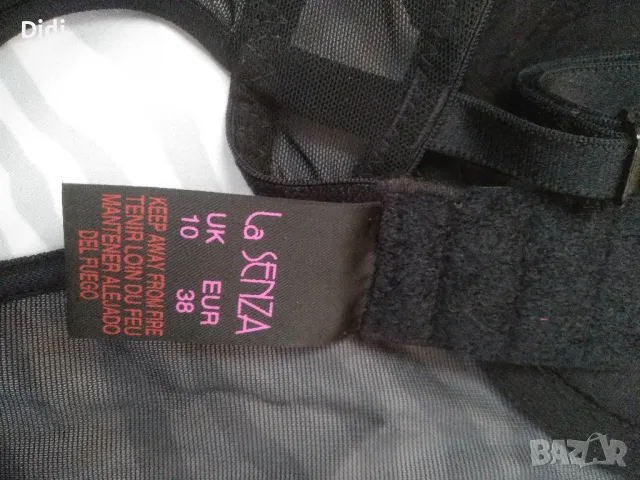 Didi
La SENZA
UK EUR
10 38
KEEP AWAY FROM FIRE
TENIR LOIN DU FEU
MANTENER ALEJADO
DEL FUEGO
BAZAR